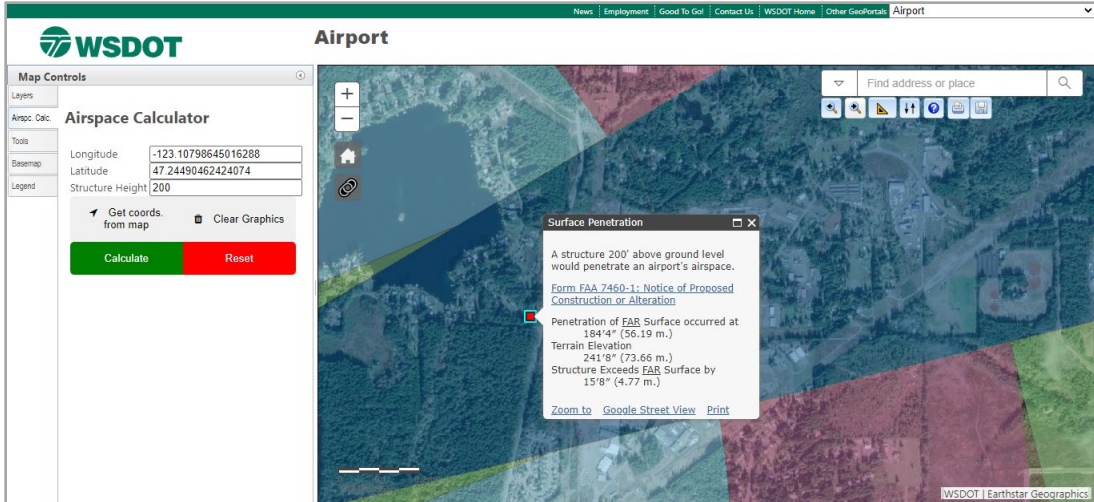 News Employment Good To Go! Contact Us WSDOT Home Other GeoPortals Airport
WSDOT
Airport
Map Controls
Layers
Airspc. Calc.
Tools
Basemap
Legend
Airspace Calculator
Longitude -123.10798645016288
Latitude 47.24490462424074
Structure Height 200
Get coords. from map
Clear Graphics
Calculate
Reset
+
−
Find address or place
Surface Penetration
A structure 200' above ground level
would penetrate an airport's airspace.
Form FAA 7460-1: Notice of Proposed
Construction or Alteration
Penetration of FAR Surface occurred at
184'4" (56.19 m.)
Terrain Elevation
241'8" (73.66 m.)
Structure Exceeds FAR Surface by
15'8" (4.77 m.)
Zoom to Google Street View Print
WSDOT | Earthstar Geographics